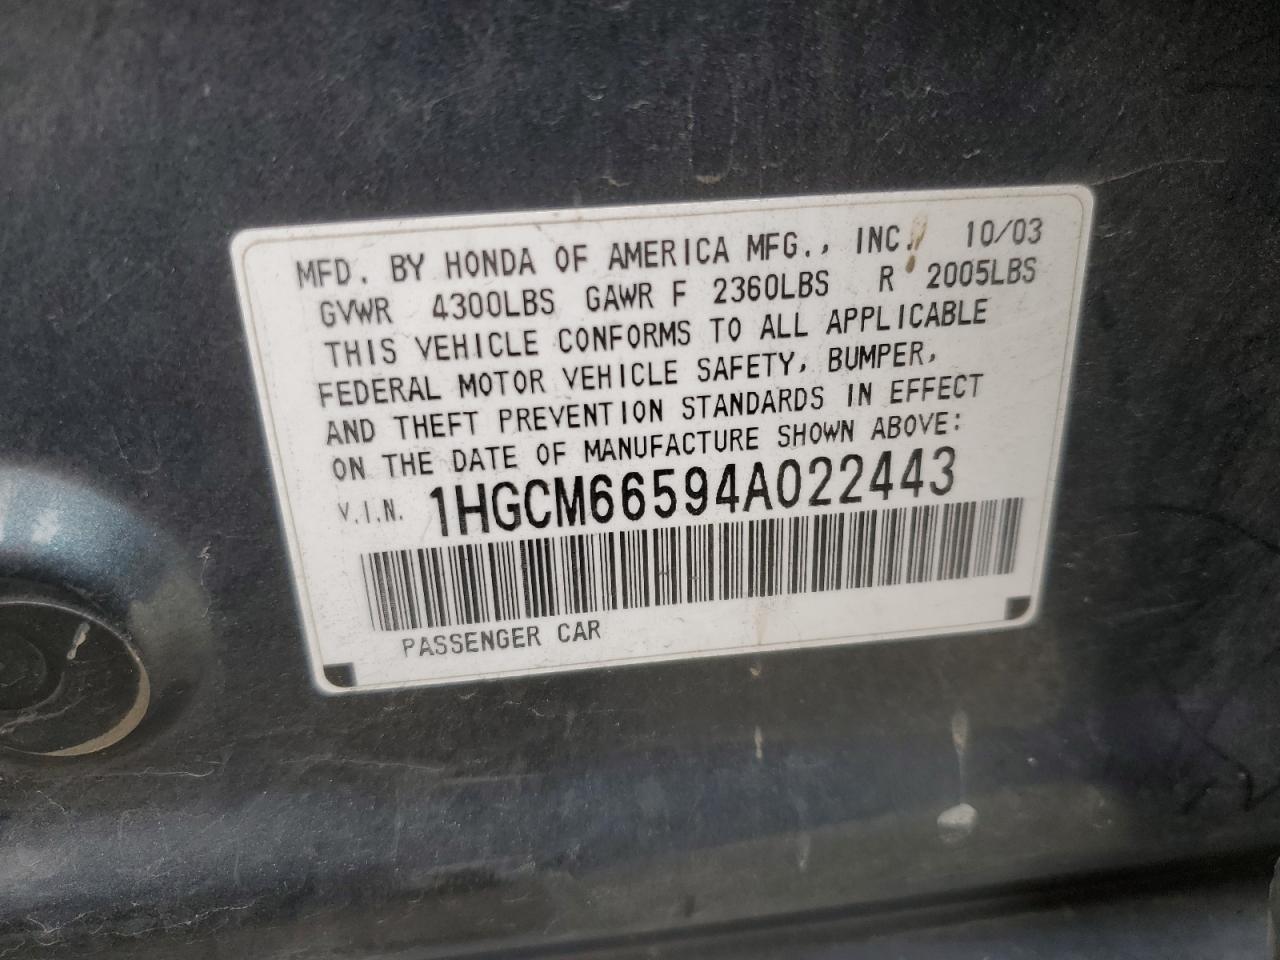 MFD. BY HONDA OF AMERICA MFG., INC. 10/03
GVWR 4300LBS GAWR F 2360LBS R 2005LBS
THIS VEHICLE CONFORMS TO ALL APPLICABLE
FEDERAL MOTOR VEHICLE SAFETY, BUMPER,
AND THEFT PREVENTION STANDARDS IN EFFECT
ON THE DATE OF MANUFACTURE SHOWN ABOVE:
V.I.N. 1HGCM66594A022443
PASSENGER CAR